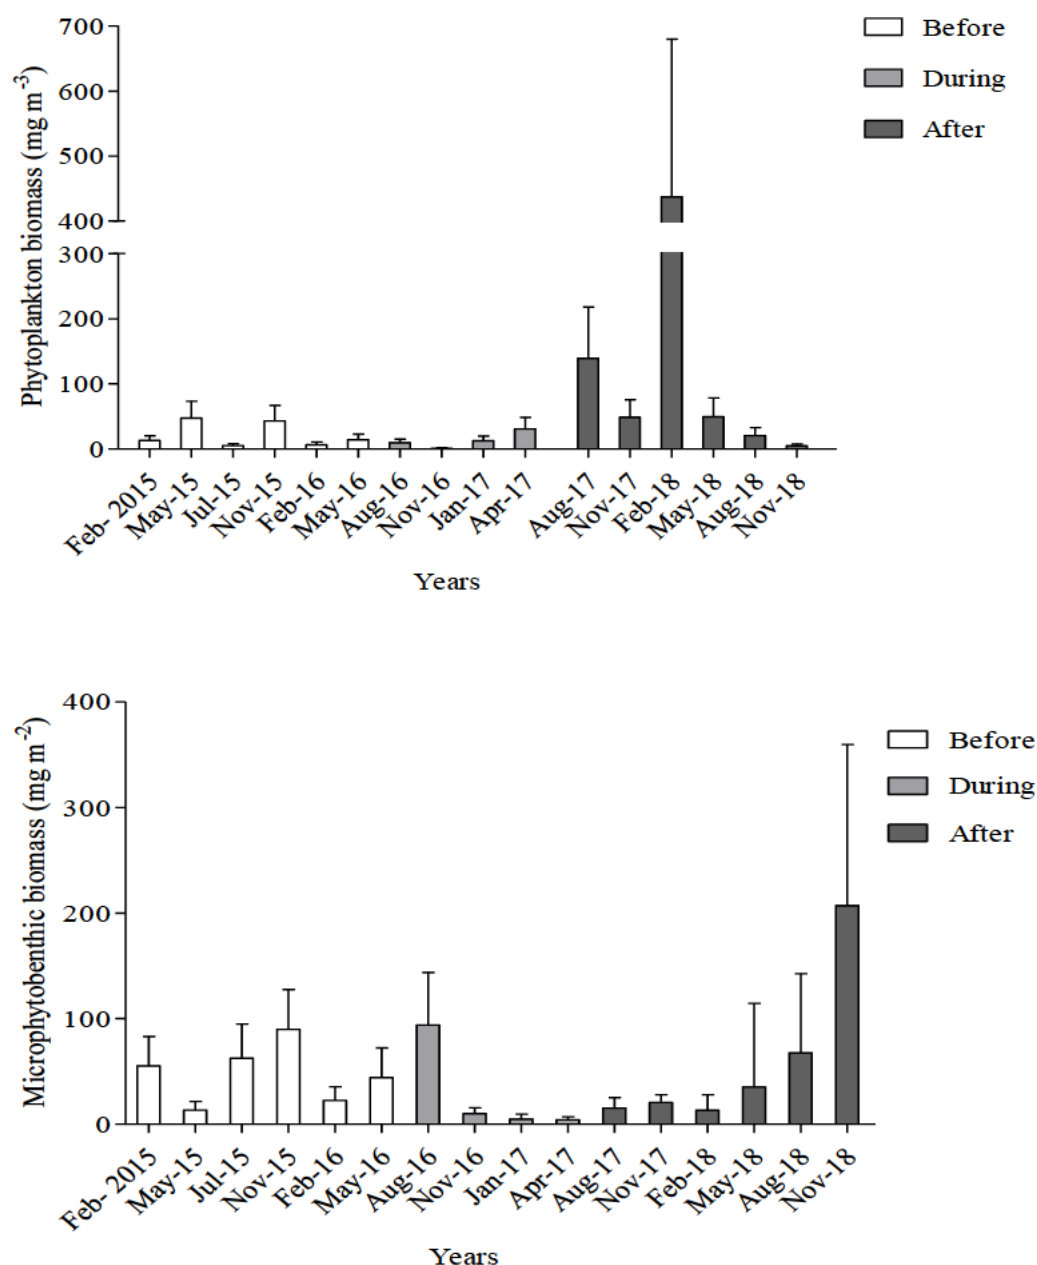 Phytoplankton biomass (mg m-3)
700
600
500
400
300
200
100
0
Before
During
After
Feb- 2015
May-15
Jul-15
Nov-15
Feb-16
May-16
Aug-16
Nov-16
Jan-17
Apr-17
Aug-17
Nov-17
Feb-18
May-18
Aug-18
Nov-18
Years
Microphytobenthic biomass (mg m-2)
400
300
200
100
0
Before
During
After
Feb- 2015
May-15
Jul-15
Nov-15
Feb-16
May-16
Aug-16
Nov-16
Jan-17
Apr-17
Aug-17
Nov-17
Feb-18
May-18
Aug-18
Nov-18
Years